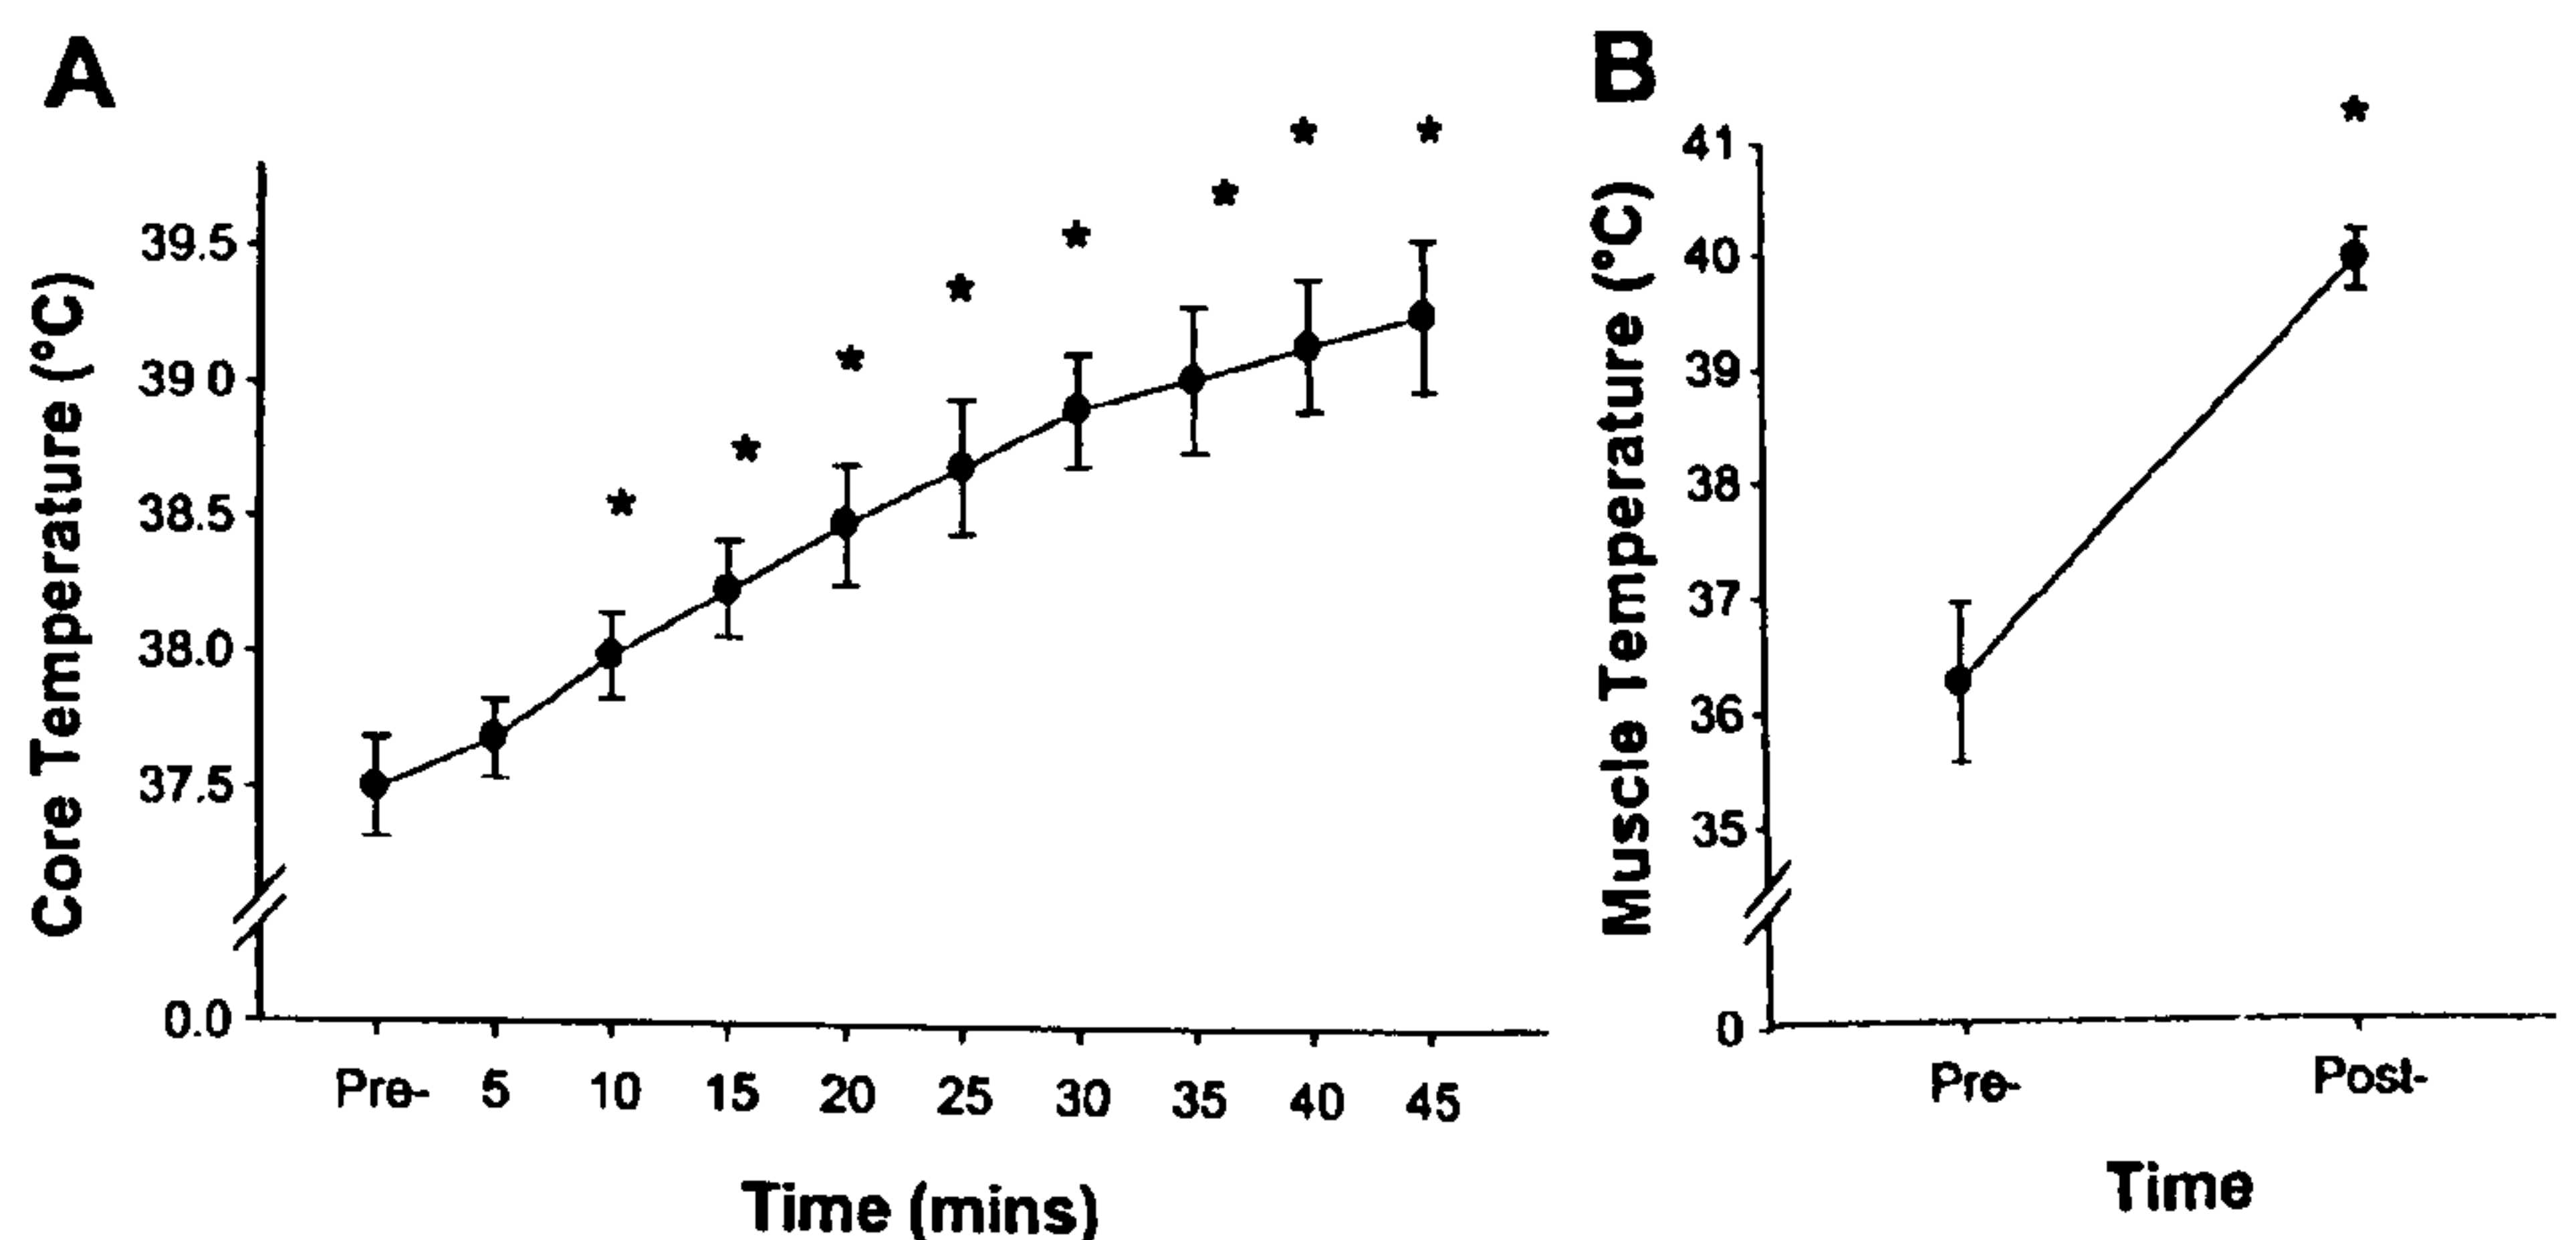 A
Core Temperature (°C)
39.5
39 0
38.5
38.0
37.5
0.0
Pre- 5 10 15 20 25 30 35 40 45
Time (mins)
* * * * * * * *
B
Muscle Temperature (°C)
41
40
39
38
37
36
35
0
Pre- Post-
Time
*